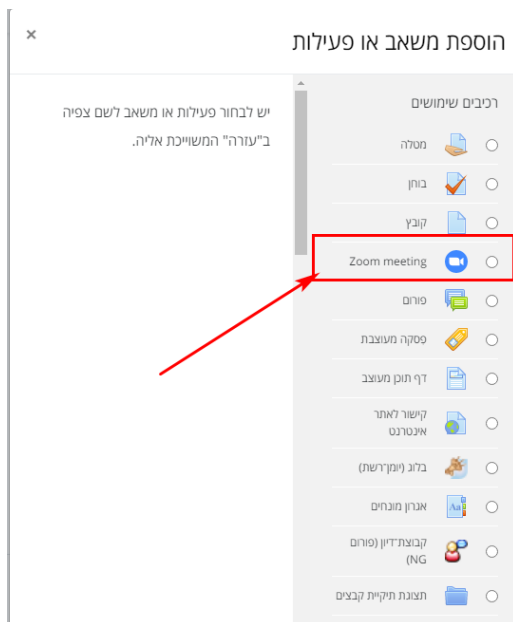 הוספת משאב או פעילות
×
רכיבים שימושים
מטלה
בוחן
קובץ
Zoom meeting
פורום
פסקה מעוצבת
דף תוכן מעוצב
קישור לאתר
אינטרנט
בלוג (יומן־רשת)
אגרון מונחים
קבוצת־דיון (פורום
NG)
תצוגת תיקיית קבצים
יש לבחור פעילות או משאב לשם צפיה
ב"עזרה" המשוייכת אליה.